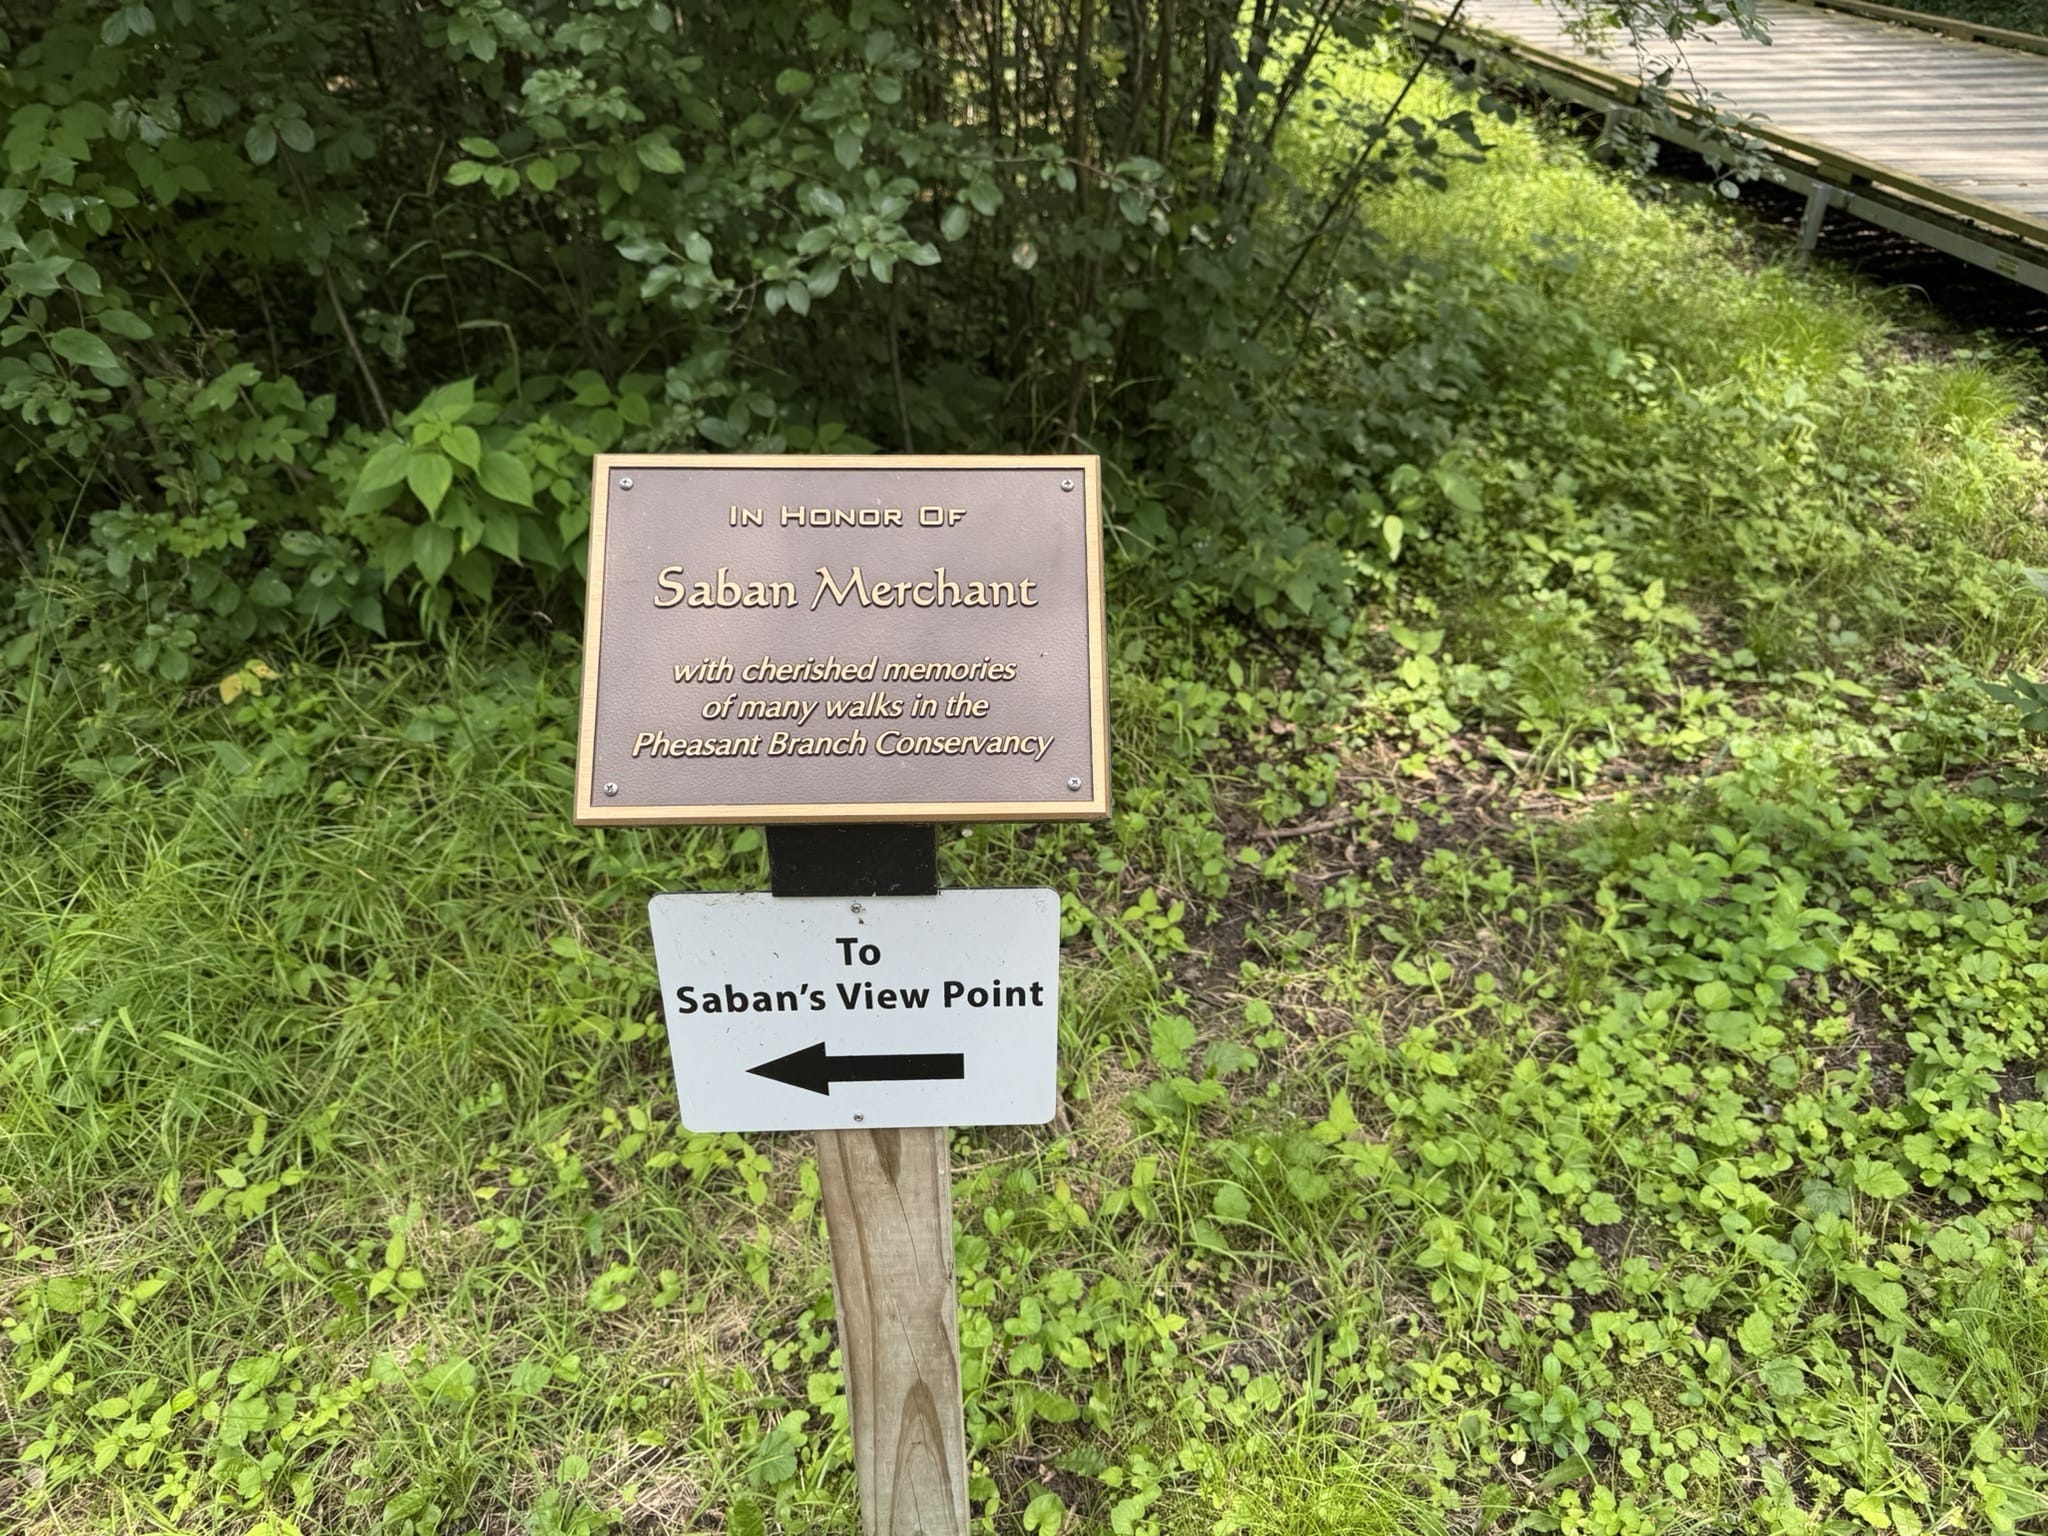 In Honor Of
Saban Merchant
with cherished memories
of many walks in the
Pheasant Branch Conservancy
To
Saban's View Point